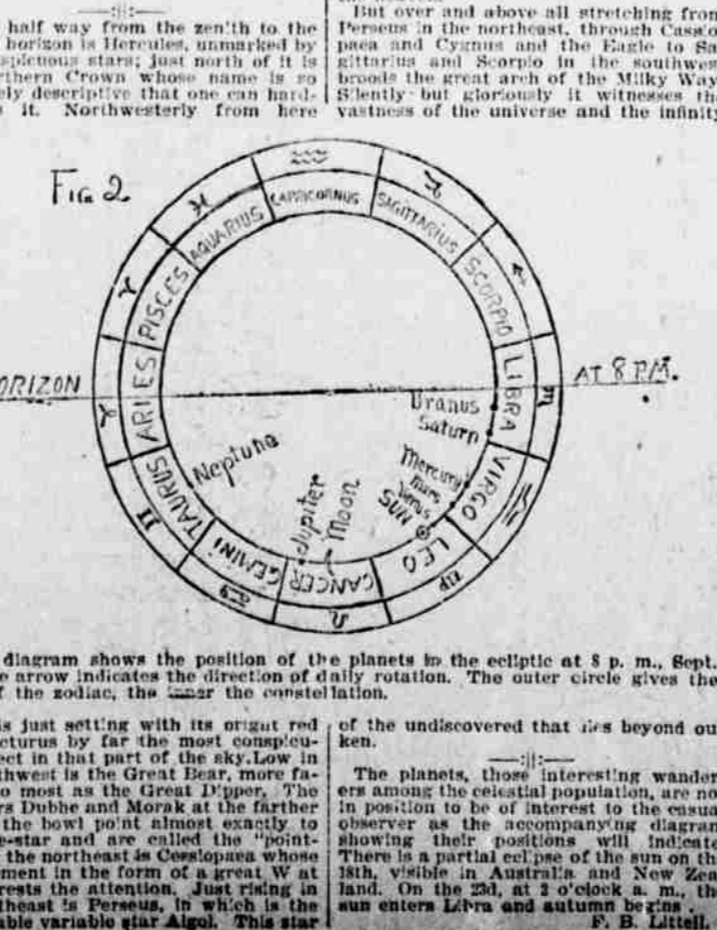 half way from the zenith to the
horizon is Hercules, unmarked by
spicuous stars; just north of it is
rthern Crown whose name is so
ely descriptive that one can hard-
it. Northwesterly from here
But over and above all stretching from
Perseus in the northeast, through Cassio
paea and Cygnus and the Eagle to Sa
gittarius and Scorpio in the southwes
broods the great arch of the Milky Way
Silently but gloriously it witnesses the
vastness of the universe and the infinity
FIG 2
♒ CAPRICORNUS
♑ SAGITTARIUS
♐ SCORPIO
♏ LIBRA
♎ VIRGO
♍ LEO
♌ CANCER
♋ GEMINI
♊ TAURUS
♉ ARIES
♈ PISCES
♓ AQUARIUS
ORIZON
AT 8 P.M.
Uranus
Saturn
Mercury
Mars
Venus
SUN
Moon
Jupiter
Neptune
diagram shows the position of the planets in the ecliptic at 8 p. m., Sept.
e arrow indicates the direction of daily rotation. The outer circle gives the
f the zodiac, the inner the constellation.
is just setting with its origut red
cturus by far the most conspicu-
ect in that part of the sky.Low in
thwest is the Great Bear, more fa-
o most as the Great Dipper. The
rs Dubhe and Morak at the farther
the bowl point almost exactly to
e-star and are called the "point-
the northeast is Cessiopaea whose
ment in the form of a great W at
rests the attention. Just rising in
theast is Perseus, in which is the
able variable star Algol. This star
of the undiscovered that lies beyond ou
ken.
The planets, those interesting wander
ers among the celestial population, are no
in position to be of interest to the casua
observer as the accompanying diagram
showing their positions will indicate
There is a partial eclipse of the sun on th
18th, visible in Australia and New Zea
land. On the 23d, at 2 o'clock a. m., the
sun enters Libra and autumn begins.
F. B. Littell.